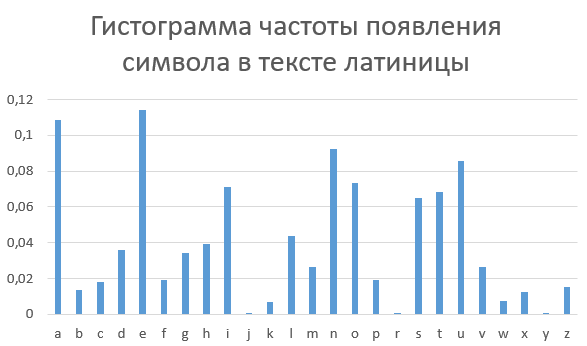 Гистограмма частоты появления
символа в тексте латиницы
0,12
0,1
0,08
0,06
0,04
0,02
0
a b c d e f g h i j k l m n o p r s t u v w x y z